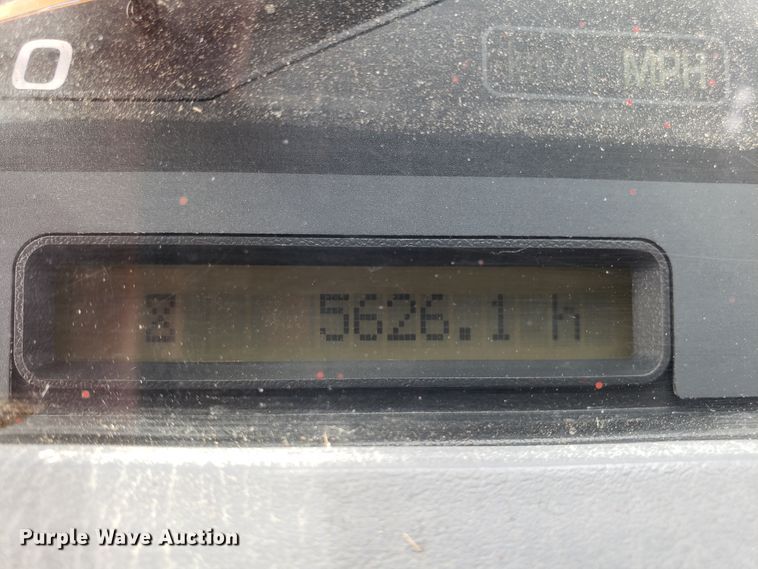 0
MPH
5626.1 h
Purple Wave Auction